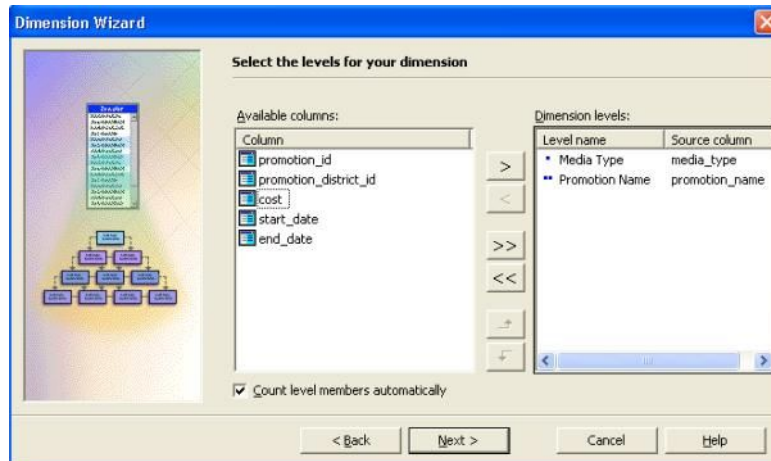 Dimension Wizard
Select the levels for your dimension
Available columns:
Column
promotion_id
promotion_district_id
cost
start_date
end_date
>
<
>>
<<
Dimension levels:
Level name Source column
Media Type media_type
Promotion Name promotion_name
Count level members automatically
< Back Next > Cancel Help